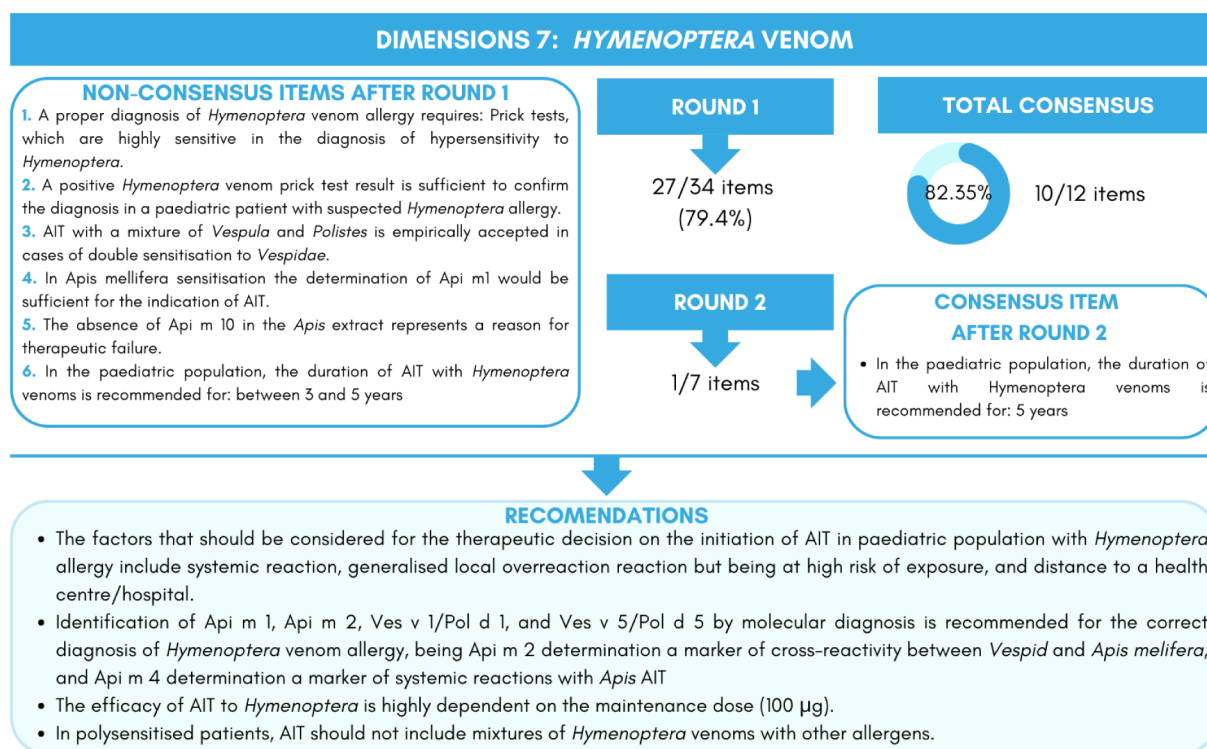 DIMENSIONS 7: HYMENOPTERA VENOM
NON-CONSENSUS ITEMS AFTER ROUND 1
1. A proper diagnosis of Hymenoptera venom allergy requires: Prick tests,
which are highly sensitive in the diagnosis of hypersensitivity to
Hymenoptera.
2. A positive Hymenoptera venom prick test result is sufficient to confirm
the diagnosis in a paediatric patient with suspected Hymenoptera allergy.
3. AIT with a mixture of Vespula and Polistes is empirically accepted in
cases of double sensitisation to Vespidae.
4. In Apis mellifera sensitisation the determination of Api m1 would be
sufficient for the indication of AIT.
5. The absence of Api m 10 in the Apis extract represents a reason for
therapeutic failure.
6. In the paediatric population, the duration of AIT with Hymenoptera
venoms is recommended for: between 3 and 5 years
ROUND 1
27/34 items
(79.4%)
TOTAL CONSENSUS
82.35%
10/12 items
ROUND 2
1/7 items
CONSENSUS ITEM
AFTER ROUND 2
• In the paediatric population, the duration of
AIT with Hymenoptera venoms is
recommended for: 5 years
RECOMENDATIONS
• The factors that should be considered for the therapeutic decision on the initiation of AIT in paediatric population with Hymenoptera
allergy include systemic reaction, generalised local overreaction reaction but being at high risk of exposure, and distance to a health
centre/hospital.
• Identification of Api m 1, Api m 2, Ves v 1/Pol d 1, and Ves v 5/Pol d 5 by molecular diagnosis is recommended for the correct
diagnosis of Hymenoptera venom allergy, being Api m 2 determination a marker of cross-reactivity between Vespid and Apis melifera,
and Api m 4 determination a marker of systemic reactions with Apis AIT
• The efficacy of AIT to Hymenoptera is highly dependent on the maintenance dose (100 μg).
• In polysensitised patients, AIT should not include mixtures of Hymenoptera venoms with other allergens.